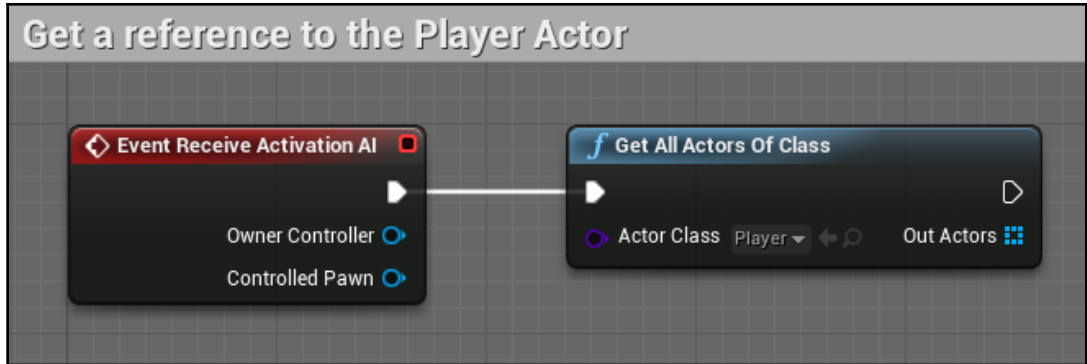 Get a reference to the Player Actor
Event Receive Activation AI
Owner Controller
Controlled Pawn
f Get All Actors Of Class
Actor Class Player Out Actors